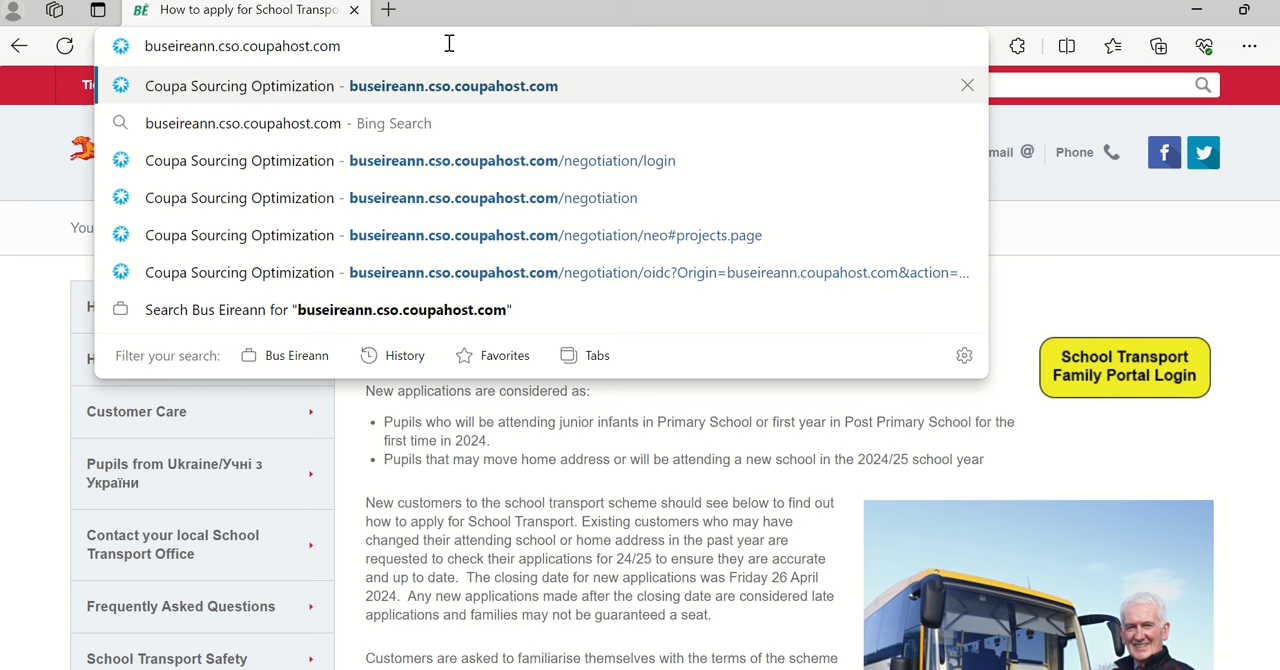 BÉ How to apply for School Transpo
buseireann.cso.coupahost.com
Coupa Sourcing Optimization - buseireann.cso.coupahost.com
buseireann.cso.coupahost.com - Bing Search
Coupa Sourcing Optimization - buseireann.cso.coupahost.com/negotiation/login
Coupa Sourcing Optimization - buseireann.cso.coupahost.com/negotiation
Coupa Sourcing Optimization - buseireann.cso.coupahost.com/negotiation/neo#projects.page
Coupa Sourcing Optimization - buseireann.cso.coupahost.com/negotiation/oidc?Origin=buseireann.coupahost.com&action=...
Search Bus Eireann for "buseireann.cso.coupahost.com"
Filter your search: Bus Eireann History Favorites Tabs
Phone
School Transport
Family Portal Login
Customer Care
Pupils from Ukraine/Учні з
України
Contact your local School
Transport Office
Frequently Asked Questions
School Transport Safety
New applications are considered as:
• Pupils who will be attending junior infants in Primary School or first year in Post Primary School for the
first time in 2024.
• Pupils that may move home address or will be attending a new school in the 2024/25 school year
New customers to the school transport scheme should see below to find out
how to apply for School Transport. Existing customers who may have
changed their attending school or home address in the past year are
requested to check their applications for 24/25 to ensure they are accurate
and up to date. The closing date for new applications was Friday 26 April
2024. Any new applications made after the closing date are considered late
applications and families may not be guaranteed a seat.
Customers are asked to familiarise themselves with the terms of the scheme